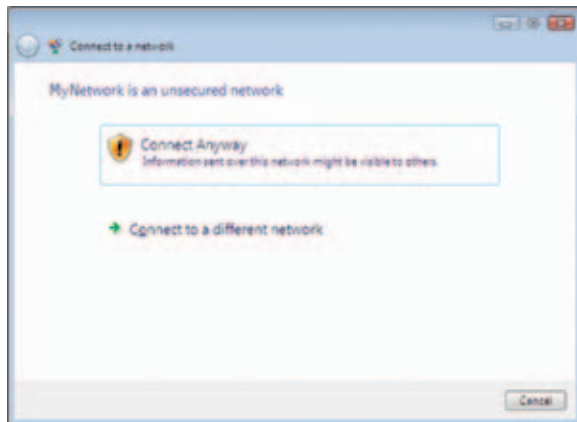 Connect to a network
MyNetwork is an unsecured network
Connect Anyway
Information sent over this network might be visible to others.
Connect to a different network
Cancel